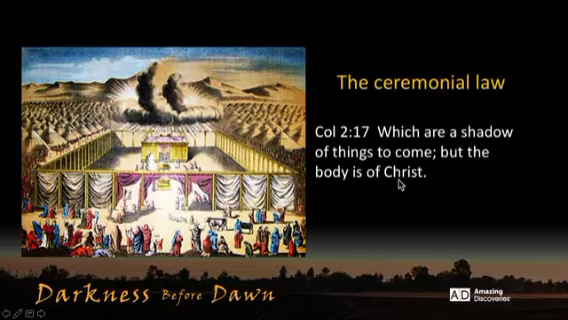 The ceremonial law
Col 2:17 Which are a shadow
of things to come; but the
body is of Christ.
Darkness Before Dawn
AD Amazing
Discoveries